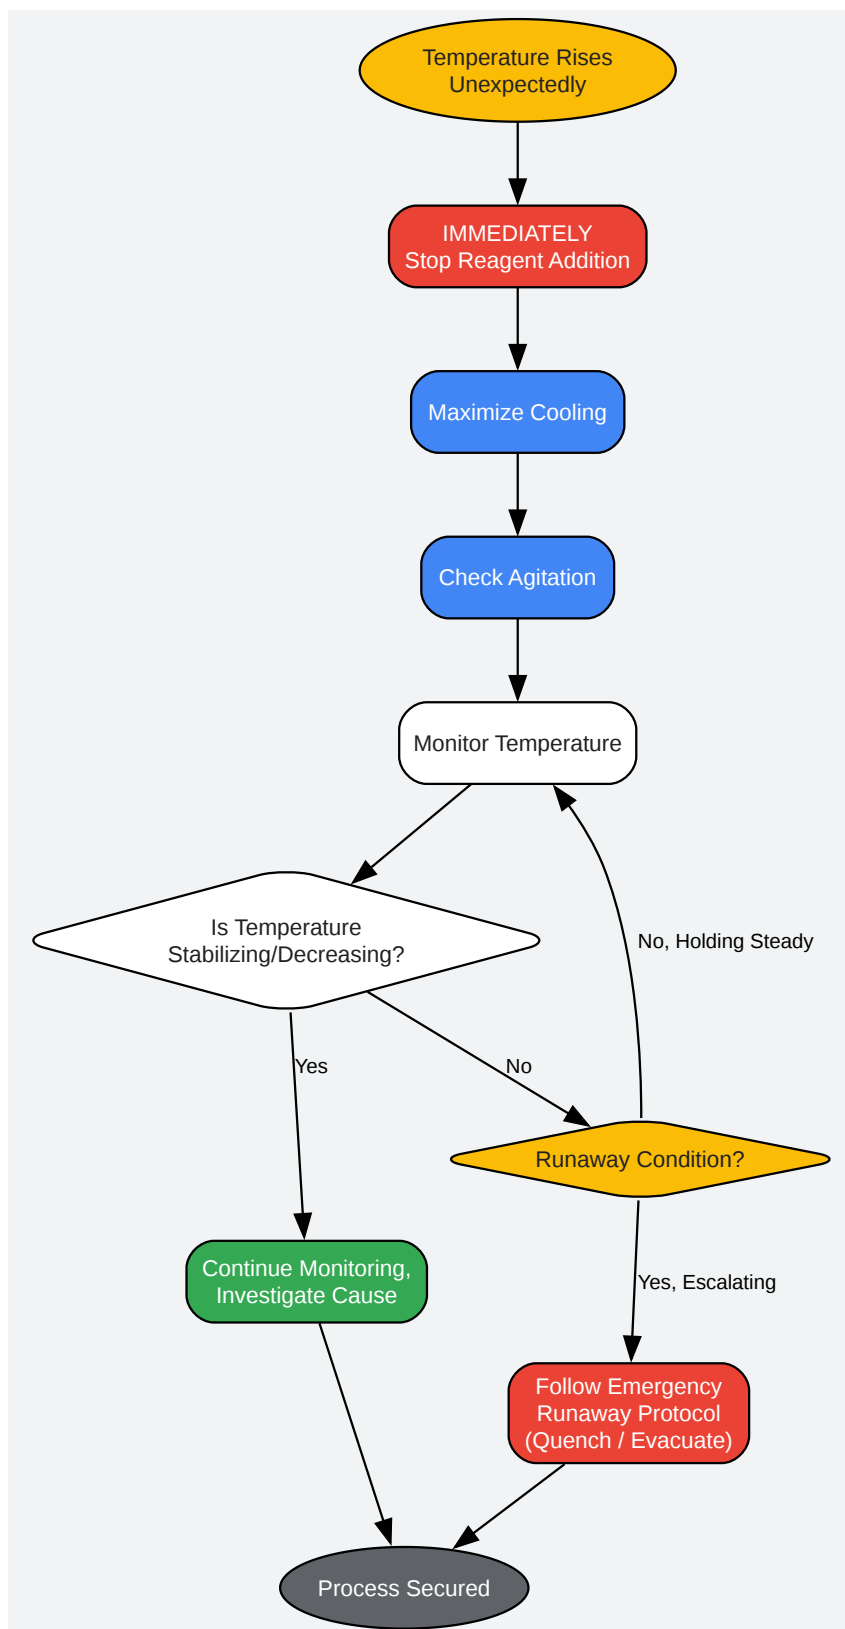 Temperature Rises
Unexpectedly
IMMEDIATELY
Stop Reagent Addition
Maximize Cooling
Check Agitation
Monitor Temperature
Is Temperature
Stabilizing/Decreasing?
No, Holding Steady
Yes
No
Runaway Condition?
Continue Monitoring,
Investigate Cause
Yes, Escalating
Follow Emergency
Runaway Protocol
(Quench / Evacuate)
Process Secured